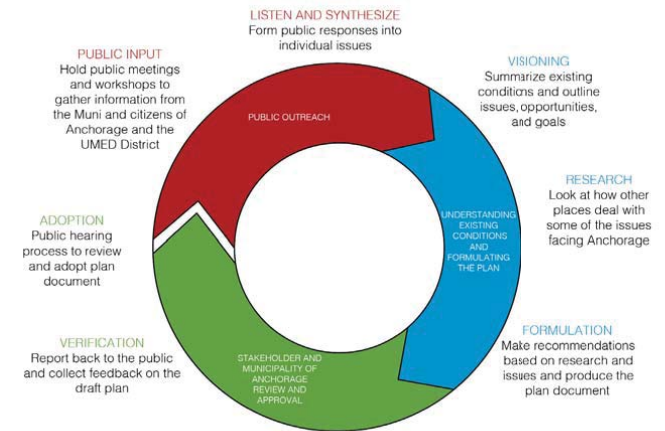 LISTEN AND SYNTHESIZE
Form public responses into
individual issues
PUBLIC INPUT
Hold public meetings
and workshops to
gather information from
the Muni and citizens of
Anchorage and the
UMED District
VISIONING
Summarize existing
conditions and outline
issues, opportunities,
and goals
PUBLIC OUTREACH
RESEARCH
Look at how other
places deal with
some of the issues
facing Anchorage
UNDERSTANDING
EXISTING
CONDITIONS
AND
FORMULATING
THE PLAN
ADOPTION
Public hearing
process to review
and adopt plan
document
FORMULATION
Make recommendations
based on research and
issues and produce the
plan document
VERIFICATION
Report back to the public
and collect feedback on the
draft plan
STAKEHOLDER AND
MUNICIPALITY OF
ANCHORAGE
REVIEW AND
APPROVAL